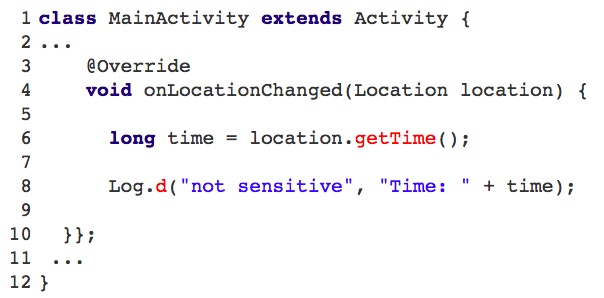 1 class MainActivity extends Activity {
2 ...
3 @Override
4 void onLocationChanged(Location location) {
5
6 long time = location.getTime();
7
8 Log.d("not sensitive", "Time: " + time);
9
10 }};
11 ...
12 }